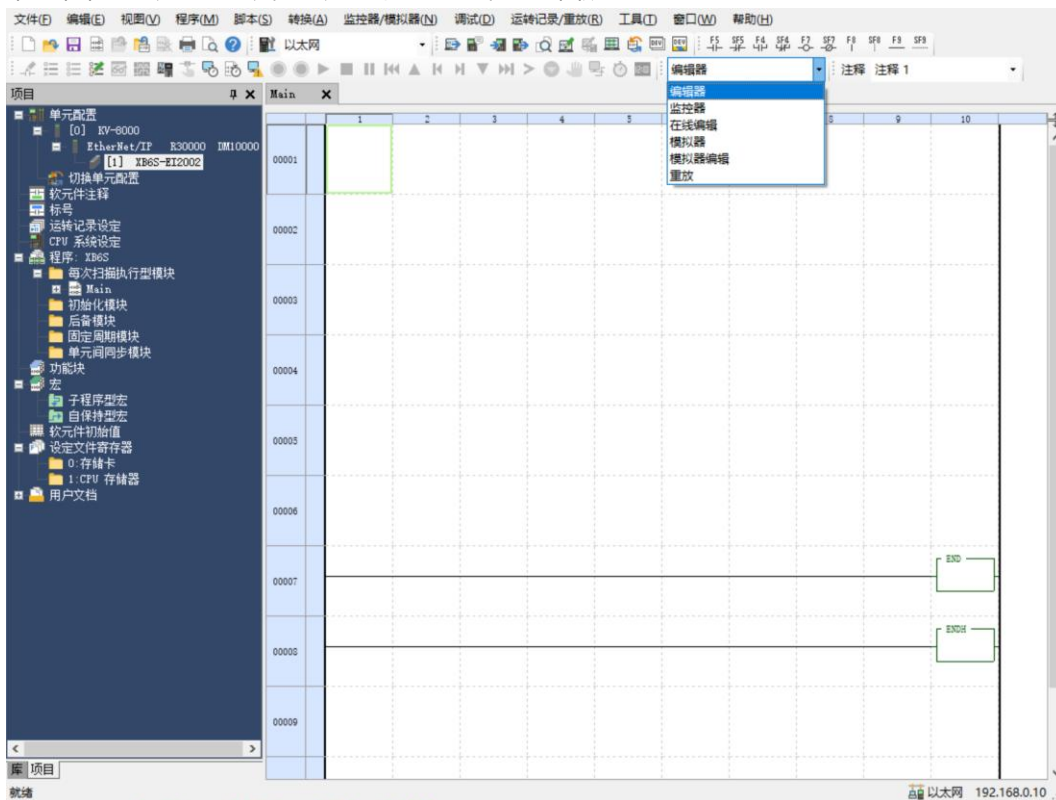 文件(F) 编辑(E) 视图(V) 程序(M) 脚本(S) 转换(A) 监控器/模拟器(N) 调试(D) 运转记录/重放(R) 工具(T) 窗口(W) 帮助(H)
以太网 F5 SF5 F4 SF4 F7 SF7 F8 SF8 F9 SF9
编辑器 注释 注释 1
项目 Main
编辑器
监控器
在线编辑
模拟器
模拟器编辑
重放
1 2 3 4 5 8 9 10
单元配置
[0] KV-8000
EtherNet/IP R30000 DM10000
[1] XB6S-EI2002
切换单元配置
软元件注释
标号
运转记录设定
CPU 系统设定
程序: XB6S
每次扫描执行型模块
Main
初始化模块
后备模块
固定周期模块
单元间同步模块
功能块
宏
子程序型宏
自保持型宏
软元件初始值
设定文件寄存器
0:存储卡
1:CPU 存储器
用户文档
00001
00002
00003
00004
00005
00006
00007 END
00008 ENDH
00009
库 项目
就绪 以太网 192.168.0.10